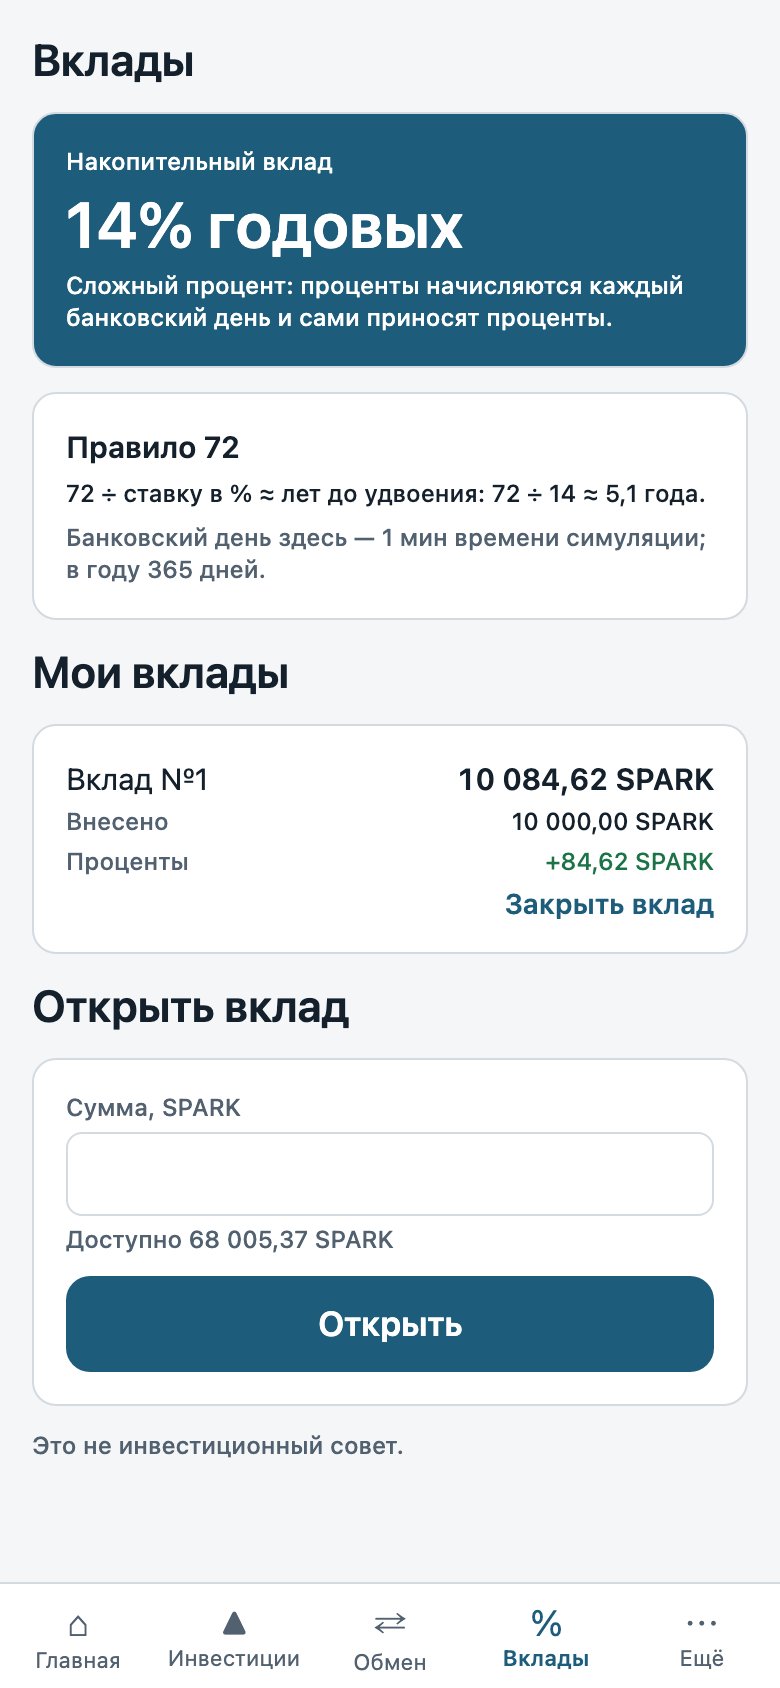 Вклады
Накопительный вклад
14% годовых
Сложный процент: проценты начисляются каждый
банковский день и сами приносят проценты.
Правило 72
72 ÷ ставку в % ≈ лет до удвоения: 72 ÷ 14 ≈ 5,1 года.
Банковский день здесь — 1 мин времени симуляции;
в году 365 дней.
Мои вклады
Вклад №1 10 084,62 SPARK
Внесено 10 000,00 SPARK
Проценты +84,62 SPARK
Закрыть вклад
Открыть вклад
Сумма, SPARK
Доступно 68 005,37 SPARK
Открыть
Это не инвестиционный совет.
Главная Инвестиции Обмен Вклады Ещё